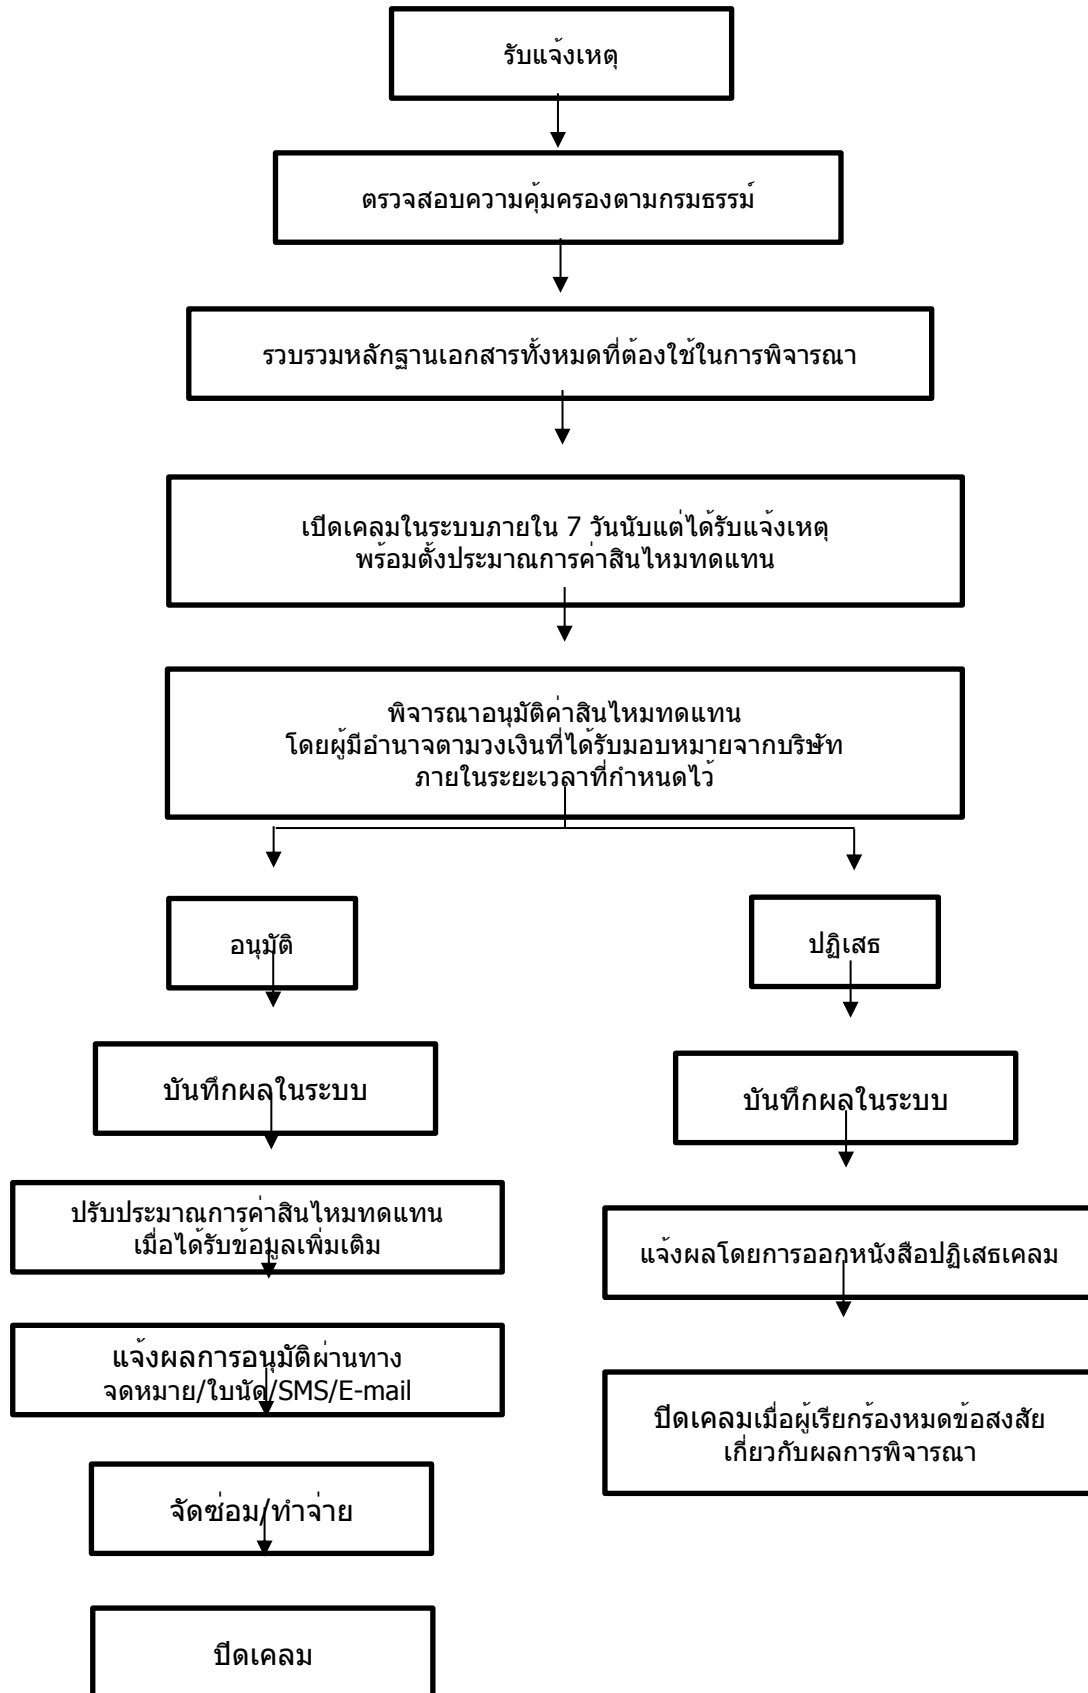 รับแจ้งเหตุ
ตรวจสอบความคุ้มครองตามกรมธรรม์
รวบรวมหลักฐานเอกสารทั้งหมดที่ต้องใช้ในการพิจารณา
เปิดเคลมในระบบภายใน 7 วันนับแต่ได้รับแจ้งเหตุ
พร้อมตั้งประมาณการค่าสินไหมทดแทน
พิจารณาอนุมัติค่าสินไหมทดแทน
โดยผู้มีอำนาจตามวงเงินที่ได้รับมอบหมายจากบริษัท
ภายในระยะเวลาที่กำหนดไว้
อนุมัติ
บันทึกผลในระบบ
ปรับประมาณการค่าสินไหมทดแทน
เมื่อได้รับข้อมูลเพิ่มเติม
แจ้งผลการอนุมัติผ่านทาง
จดหมาย/ใบนัด/SMS/E-mail
จัดซ่อม/ทำจ่าย
ปิดเคลม
ปฏิเสธ
บันทึกผลในระบบ
แจ้งผลโดยการออกหนังสือปฏิเสธเคลม
ปิดเคลมเมื่อผู้เรียกร้องหมดข้อสงสัย
เกี่ยวกับผลการพิจารณา